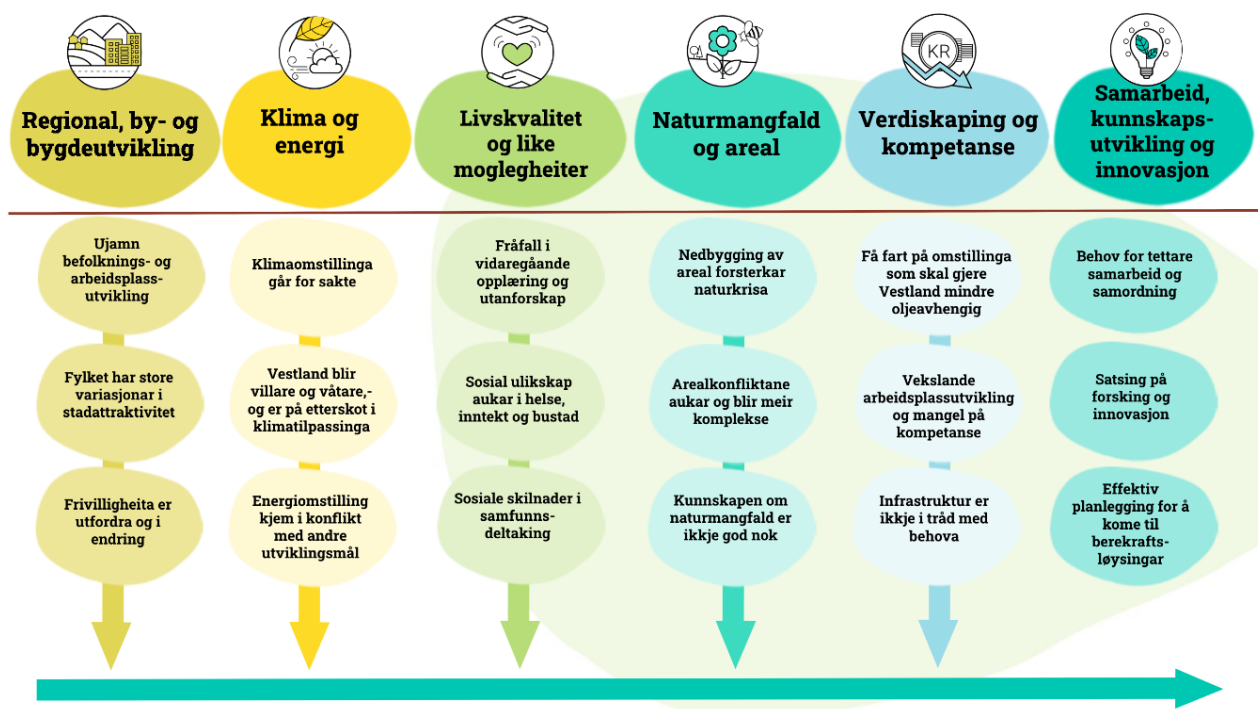 Regional, by- og
bygdeutvikling
Ujamn
befolknings- og
arbeidsplass-
utvikling
Fylket har store
variasjonar i
stadattraktivitet
Frivilligheita er
utfordra og i
endring
Klima og
energi
Klimaomstillinga
går for sakte
Vestland blir
villare og våtare,-
og er på etterskot i
klimatilpassinga
Energiomstilling
kjem i konflikt
med andre
utviklingsmål
Livskvalitet
og like
moglegheiter
Fråfall i
vidaregåande
opplæring og
utanforskap
Sosial ulikskap
aukar i helse,
inntekt og bustad
Sosiale skilnader i
samfunns-
deltaking
Naturmangfald
og areal
Nedbygging av
areal forsterkar
naturkrisa
Arealkonfliktane
aukar og blir meir
komplekse
Kunnskapen om
naturmangfald er
ikkje god nok
KR
Verdiskaping og
kompetanse
Få fart på omstillinga
som skal gjere
Vestland mindre
oljeavhengig
Vekslande
arbeidsplassutvikling
og mangel på
kompetanse
Infrastruktur er
ikkje i tråd med
behova
Samarbeid,
kunnskaps-
utvikling og
innovasjon
Behov for tettare
samarbeid og
samordning
Satsing på
forsking og
innovasjon
Effektiv
planlegging for å
kome til
berekrafts-
løysingar